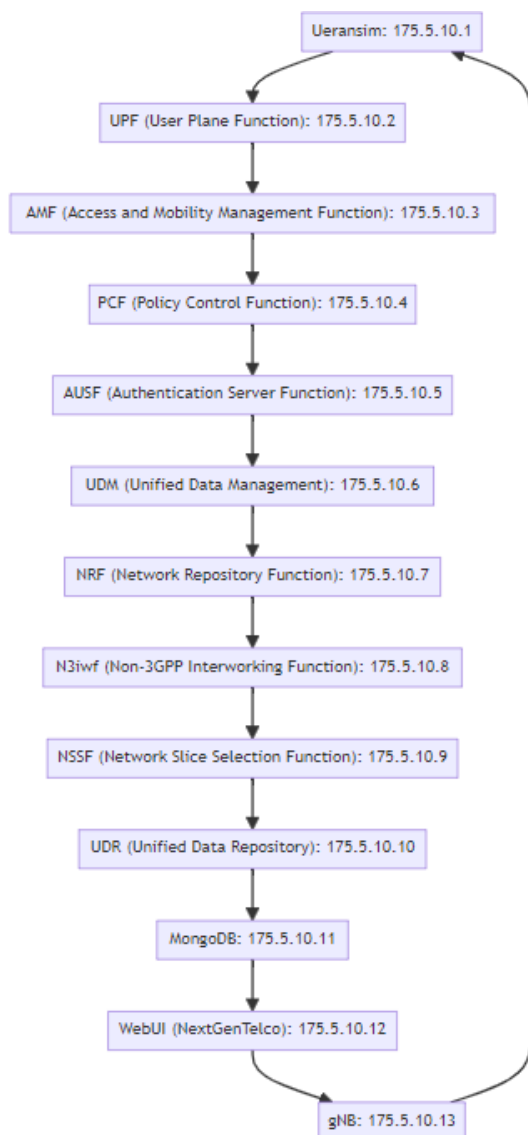 Ueransim: 175.5.10.1
UPF (User Plane Function): 175.5.10.2
AMF (Access and Mobility Management Function): 175.5.10.3
PCF (Policy Control Function): 175.5.10.4
AUSF (Authentication Server Function): 175.5.10.5
UDM (Unified Data Management): 175.5.10.6
NRF (Network Repository Function): 175.5.10.7
N3iwf (Non-3GPP Interworking Function): 175.5.10.8
NSSF (Network Slice Selection Function): 175.5.10.9
UDR (Unified Data Repository): 175.5.10.10
MongoDB: 175.5.10.11
WebUI (NextGenTelco): 175.5.10.12
gNB: 175.5.10.13